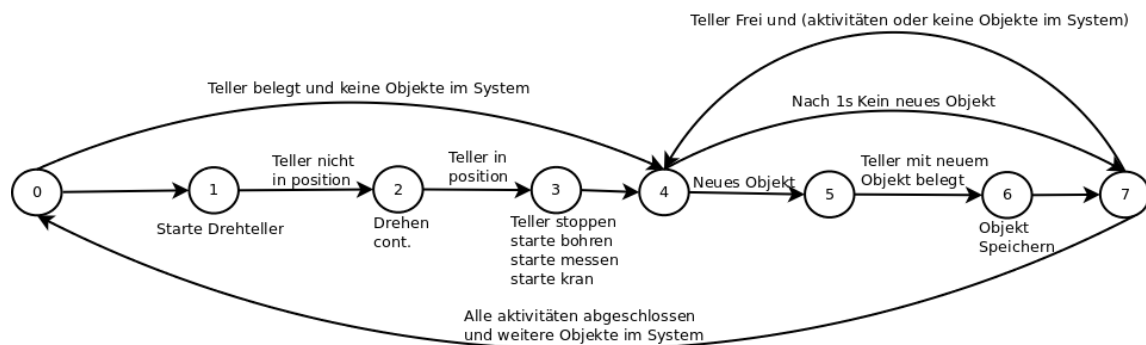 Teller Frei und (aktivitäten oder keine Objekte im System)
Teller belegt und keine Objekte im System
Nach 1s Kein neues Objekt
Teller nicht
in position
Teller in
position
Teller mit neuem
Objekt belegt
Neues Objekt
0
1
2
3
4
5
6
7
Starte Drehteller
Drehen
cont.
Teller stoppen
starte bohren
starte messen
starte kran
Objekt
Speichern
Alle aktivitäten abgeschlossen
und weitere Objekte im System